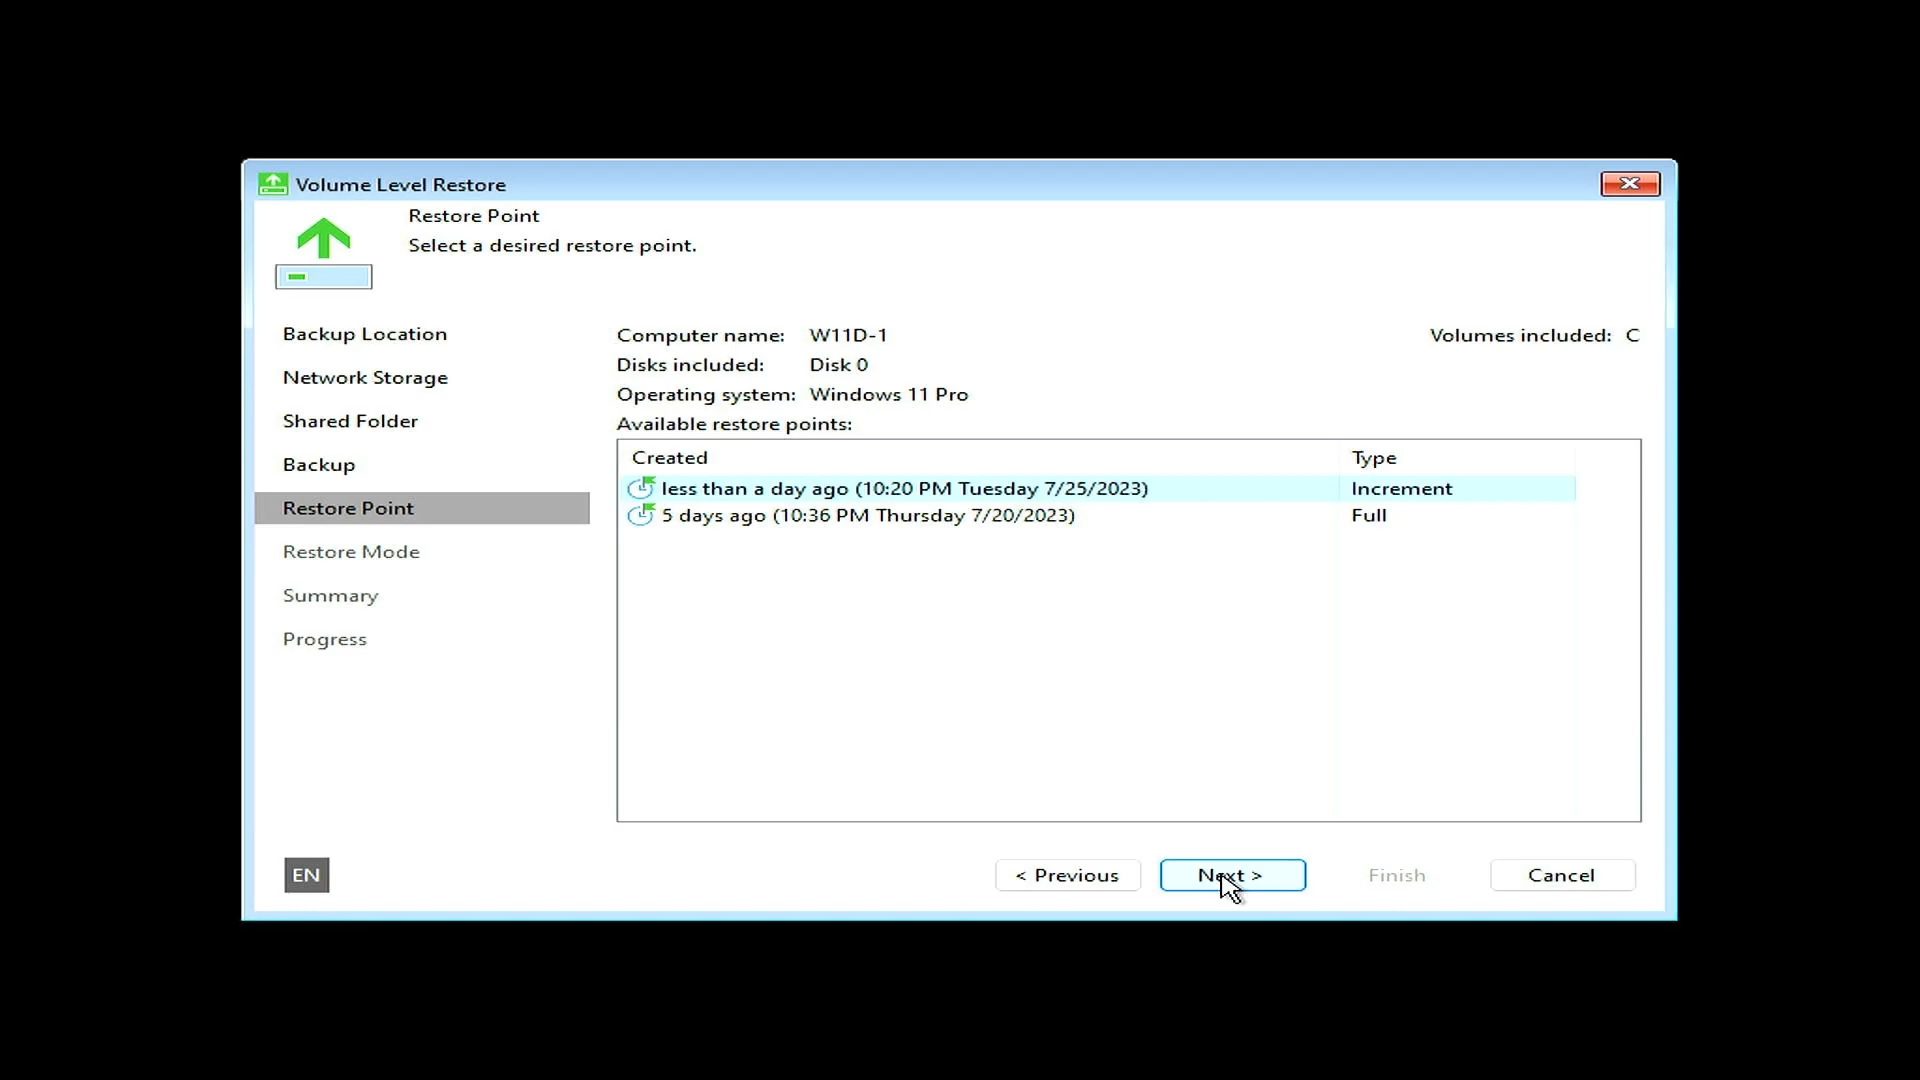 Volume Level Restore
Restore Point
Select a desired restore point.
Backup Location
Network Storage
Shared Folder
Backup
Restore Point
Restore Mode
Summary
Progress
Computer name: W11D-1
Volumes included: C
Disks included: Disk 0
Operating system: Windows 11 Pro
Available restore points:
Created Type
less than a day ago (10:20 PM Tuesday 7/25/2023) Increment
5 days ago (10:36 PM Thursday 7/20/2023) Full
EN
< Previous Next > Finish Cancel